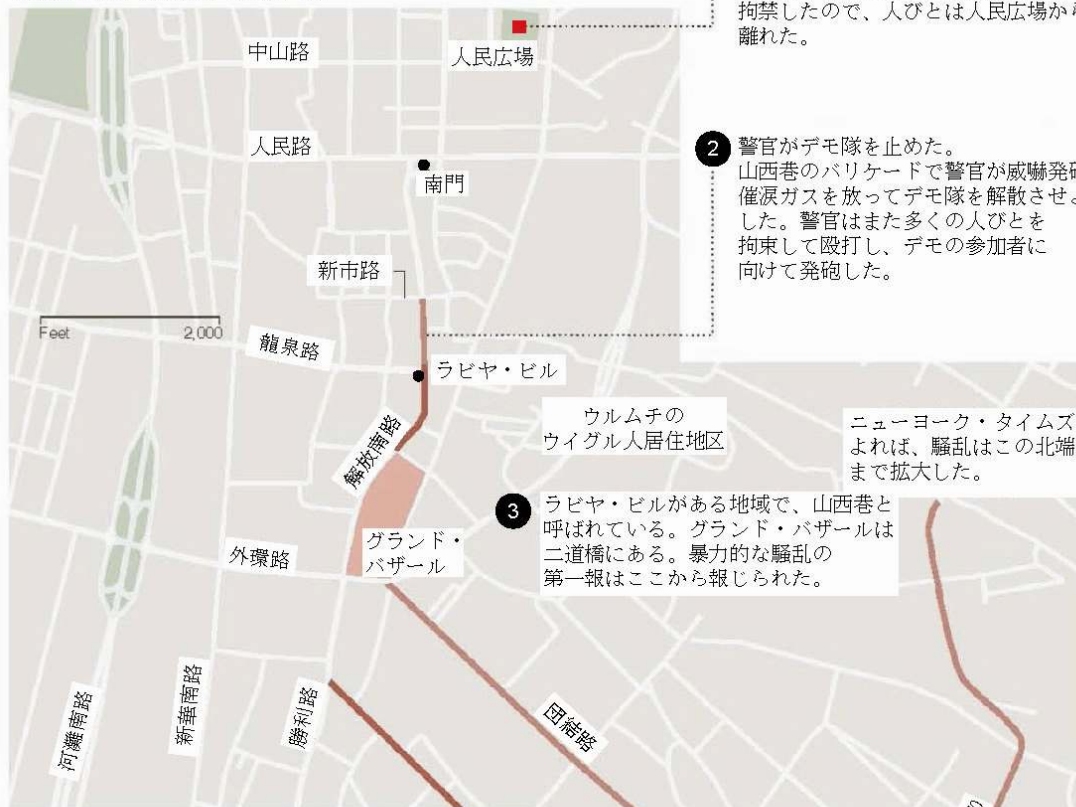 拘禁したので、人びとは人民広場から
離れた。
中山路
人民広場
人民路
南門
2 警官がデモ隊を止めた。
山西巷のバリケードで警官が威嚇発砲
催涙ガスを放ってデモ隊を解散させよ
した。警官はまた多くの人びとを
拘束して殴打し、デモの参加者に
向けて発砲した。
新市路
Feet 2,000
龍泉路
ラビヤ・ビル
解放南路
ウルムチの
ウイグル人居住地区
ニューヨーク・タイムズ
よれば、騒乱はこの北端
まで拡大した。
3 ラビヤ・ビルがある地域で、山西巷と
呼ばれている。グランド・バザールは
二道橋にある。暴力的な騒乱の
第一報はここから報じられた。
グランド・
バザール
外環路
河灘南路
新華南路
勝利路
団結路